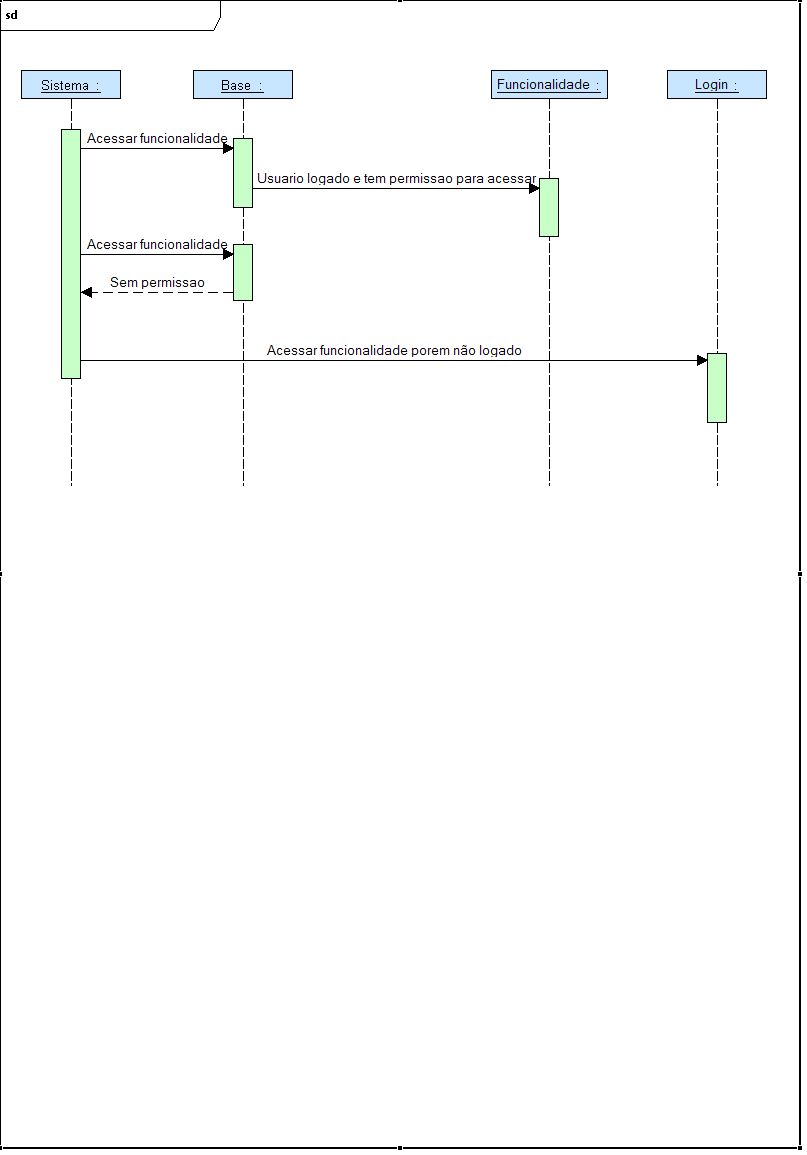 sd
Sistema :
Base :
Funcionalidade :
Login :
Acessar funcionalidade
Usuario logado e tem permissao para acessar
Acessar funcionalidade
Sem permissao
Acessar funcionalidade porem não logado